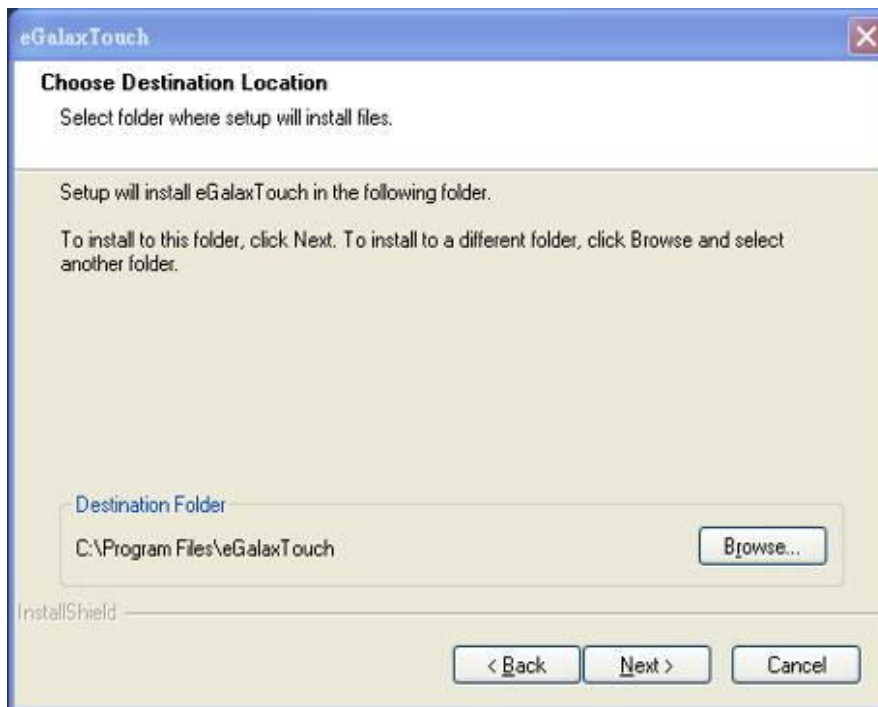 eGalaxTouch
Choose Destination Location
Select folder where setup will install files.
Setup will install eGalaxTouch in the following folder.
To install to this folder, click Next. To install to a different folder, click Browse and select
another folder.
Destination Folder
C:\Program Files\eGalaxTouch
Browse...
InstallShield
< Back
Next >
Cancel